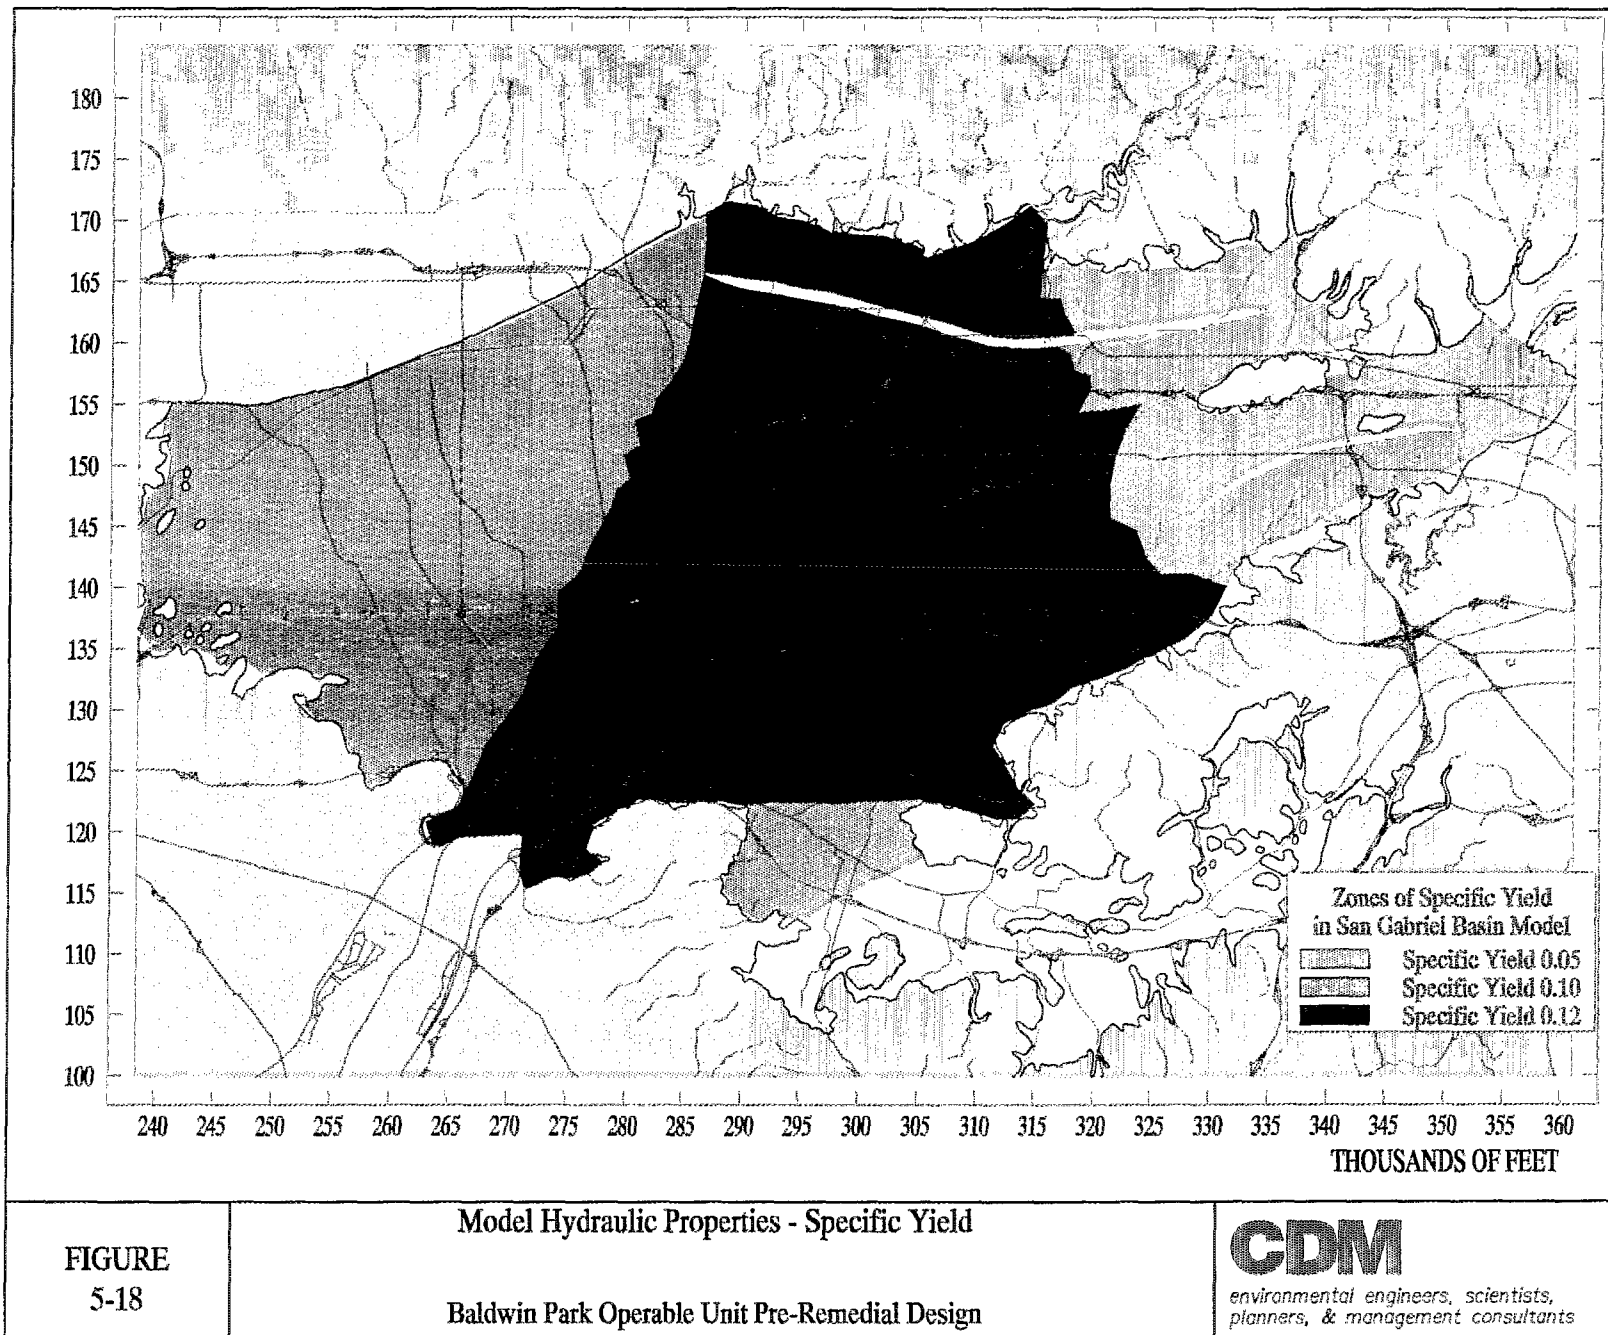 180
175
170
165
160
155
150
145
140
135
130
125
120
115
110
105
100
240 245 250 255 260 265 270 275 280 285 290 295 300 305 310 315 320 325 330 335 340 345 350 355 360
THOUSANDS OF FEET
Zones of Specific Yield
in San Gabriel Basin Model
Specific Yield 0.05
Specific Yield 0.10
Specific Yield 0.12
FIGURE
5-18
Model Hydraulic Properties - Specific Yield
Baldwin Park Operable Unit Pre-Remedial Design
CDM
environmental engineers, scientists,
planners, & management consultants